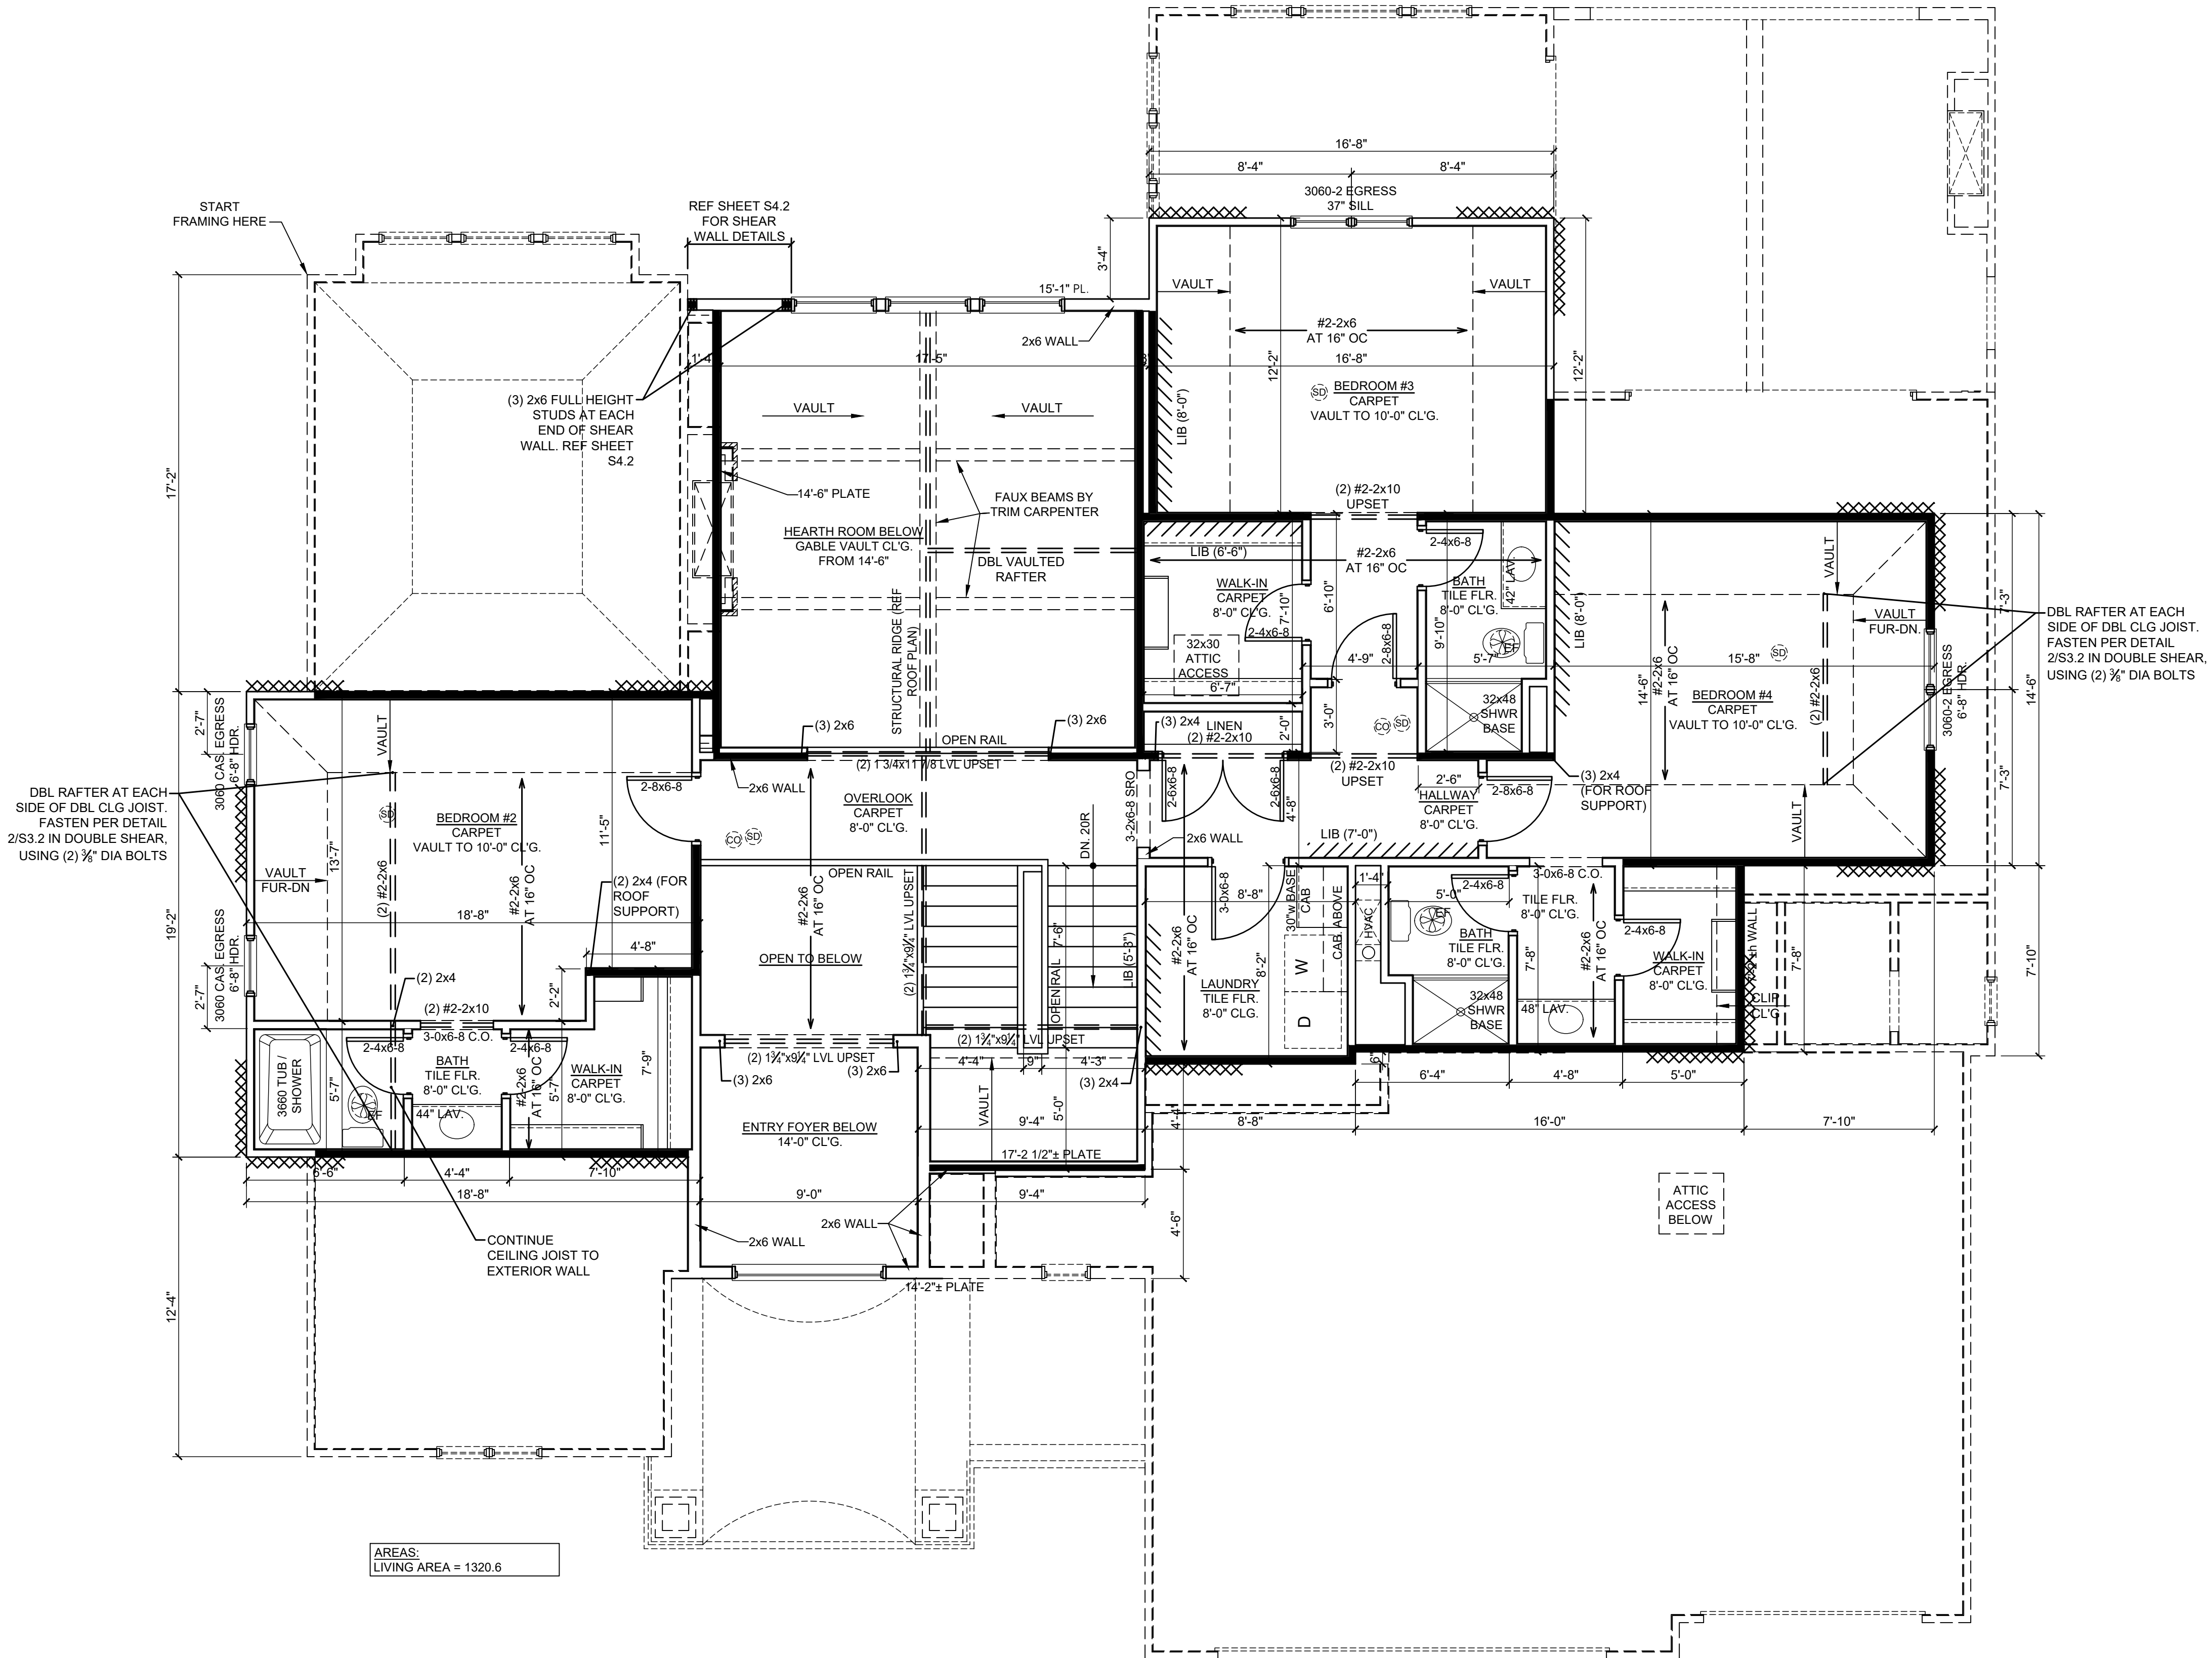 16'-8"
8'-4"
8'-4"
3060-2 EGRESS
37" SILL
START
FRAMING HERE
REF SHEET S4.2
FOR SHEAR
WALL DETAILS
3'-4"
15'-1" PL.
2x6 WALL
VAULT
VAULT
#2-2x6
AT 16" OC
1'-4"
17'-5"
16'-8"
12'-2"
12'-2"
17'-2"
(3) 2x6 FULL HEIGHT
STUDS AT EACH
END OF SHEAR
WALL. REF SHEET
S4.2
VAULT
VAULT
LIB (8'-0")
SD
BEDROOM #3
CARPET
VAULT TO 10'-0" CL'G.
14'-6" PLATE
FAUX BEAMS BY
TRIM CARPENTER
(2) #2-2x10
UPSET
HEARTH ROOM BELOW
GABLE VAULT CL'G.
FROM 14'-6"
DBL VAULTED
RAFTER
STRUCTURAL RIDGE (REF
ROOF PLAN)
LIB (6'-6")
#2-2x6
AT 16" OC
WALK-IN
CARPET
8'-0" CL'G.
2-4x6-8
7'-10"
6'-10"
32x30
ATTIC
ACCESS
6'-7"
4'-9"
2-8x6-8
2-4x6-8
42" LAV.
BATH
TILE FLR.
8'-0" CL'G.
9'-10"
EF
5'-7"
32x48
SHWR
BASE
LIB (8'-0")
VAULT
VAULT
FUR-DN.
14'-6"
#2-2x6
AT 16" OC
15'-8"
SD
(2) #2-2x6
BEDROOM #4
CARPET
VAULT TO 10'-0" CL'G.
7'-3"
7'-3"
14'-6"
3060-2 EGRESS
6'-8" HDR.
DBL RAFTER AT EACH
SIDE OF DBL CLG JOIST.
FASTEN PER DETAIL
2/S3.2 IN DOUBLE SHEAR,
USING (2) ⅜" DIA BOLTS
VAULT
(3) 2x4
(FOR ROOF
SUPPORT)
3'-0"
CO
SD
LINEN
(2) #2-2x10
2'-0"
(3) 2x4
(3) 2x6
(3) 2x6
OPEN RAIL
(2) 1 3/4x11 7/8 LVL UPSET
2x6 WALL
2-8x6-8
OVERLOOK
CARPET
8'-0" CL'G.
CO
SD
DN. 20R
3-2x6-8 SRO
2-6x6-8
2-6x6-8
4'-8"
(2) #2-2x10
UPSET
2'-6"
HALLWAY
CARPET
8'-0" CL'G.
2-8x6-8
LIB (7'-0")
2x6 WALL
2'-7"
3060 CAS. EGRESS
6'-8" HDR.
VAULT
DBL RAFTER AT EACH
SIDE OF DBL CLG JOIST.
FASTEN PER DETAIL
2/S3.2 IN DOUBLE SHEAR,
USING (2) ⅜" DIA BOLTS
SD
BEDROOM #2
CARPET
VAULT TO 10'-0" CL'G.
11'-5"
13'-7"
VAULT
FUR-DN
(2) #2-2x6
#2-2x6
AT 16" OC
18'-8"
19'-2"
(2) 2x4 (FOR
ROOF
SUPPORT)
4'-8"
3060 CAS. EGRESS
6'-8" HDR.
2'-7"
(2) 2x4
(2) #2-2x10
3-0x6-8 C.O.
2'-2"
OPEN RAIL
#2-2x6
AT 16" OC
OPEN TO BELOW
(2) 1¾"x9¼" LVL UPSET
7'-6"
OPEN RAIL
LIB (5'-3")
#2-2x6
AT 16" OC
8'-8"
3-0x6-8
30"w BASE
CAB
CAB. ABOVE
HVAC
1'-4"
8'-2"
LAUNDRY
TILE FLR.
8'-0" CLG.
W
D
5'-0"
2-4x6-8
EF
BATH
TILE FLR.
8'-0" CL'G.
32x48
SHWR
BASE
3-0x6-8 C.O.
TILE FLR.
8'-0" CL'G.
7'-8"
#2-2x6
AT 16" OC
48" LAV.
2-4x6-8
WALK-IN
CARPET
8'-0" CL'G.
CLIP
CL'G
7'-8"
7'-10"
2-4x6-8
BATH
TILE FLR.
8'-0" CL'G.
2-4x6-8
3660 TUB /
SHOWER
5'-7"
EF
44" LAV.
#2-2x6
AT 16" OC
5'-7"
WALK-IN
CARPET
8'-0" CL'G.
7'-9"
(2) 1¾"x9¼" LVL UPSET
(3) 2x6
(3) 2x6
(2) 1¾"x9¼" LVL UPSET
4'-4"
9"
4'-3"
(3) 2x4
VAULT
5'-0"
ENTRY FOYER BELOW
14'-0" CL'G.
9'-4"
4'-4"
17'-2 1/2"± PLATE
6"
6'-4"
4'-8"
5'-0"
8'-8"
16'-0"
7'-10"
6'-6"
4'-4"
7'-10"
18'-8"
9'-0"
9'-4"
4'-6"
2x6 WALL
2x6 WALL
14'-2"± PLATE
CONTINUE
CEILING JOIST TO
EXTERIOR WALL
12'-4"
ATTIC
ACCESS
BELOW
AREAS:
LIVING AREA = 1320.6